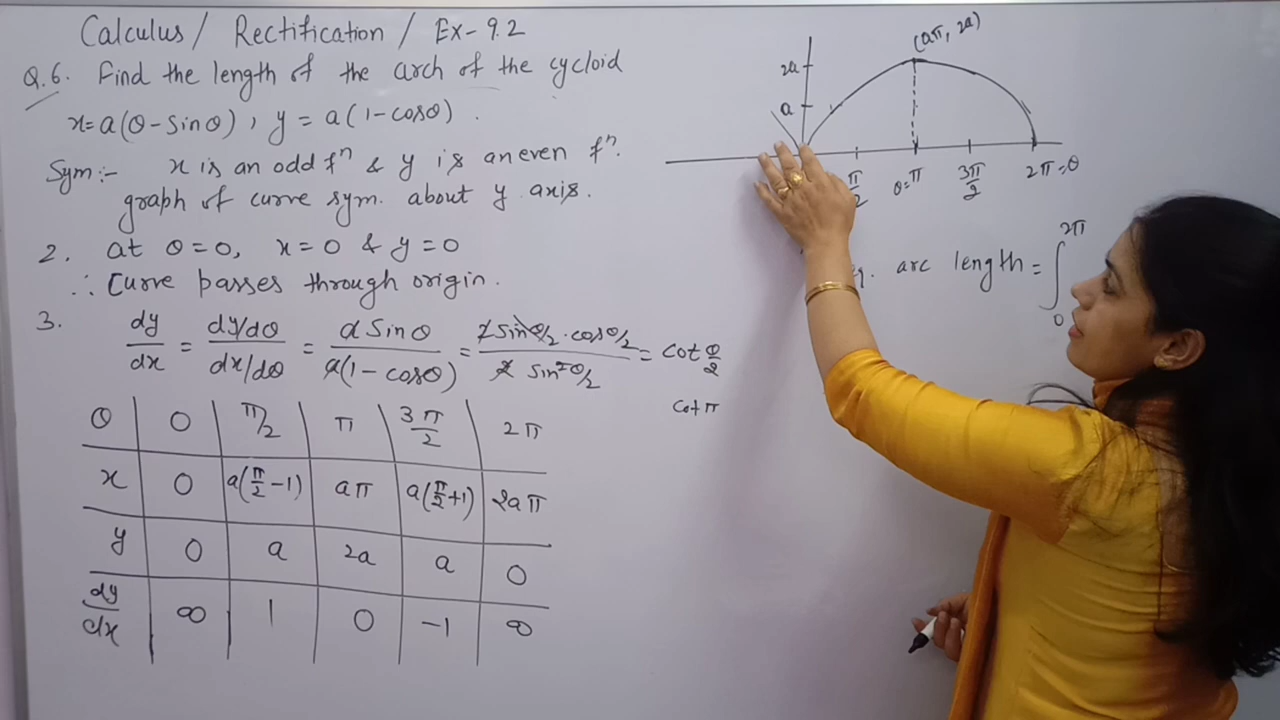 Calculus / Rectification / Ex-9.2
Q.6. Find the length of the arch of the cycloid
x=a(θ-sinθ), y=a(1-cosθ).
Sym:- x is an odd fⁿ & y is an even fⁿ.
graph of curve sym. about y axis.
2. at θ=0, x=0 & y=0
∴ Curve passes through origin.
3. dy/dx = (dy/dθ)/(dx/dθ) = a Sinθ/a(1-cosθ) = 2 sinθ/2 · cosθ/2 / 2 sin²θ/2 = cot θ/2
cot π
θ 0 π/2 π 3π/2 2π
x 0 a(π/2-1) aπ a(π/2+1) 2aπ
y 0 a 2a a 0
dy/dx ∞ 1 0 -1 ∞
(aπ, 2a)
2a
a
π/2 θ=π 3π/2 2π=θ
arc length = ∫₀^2π